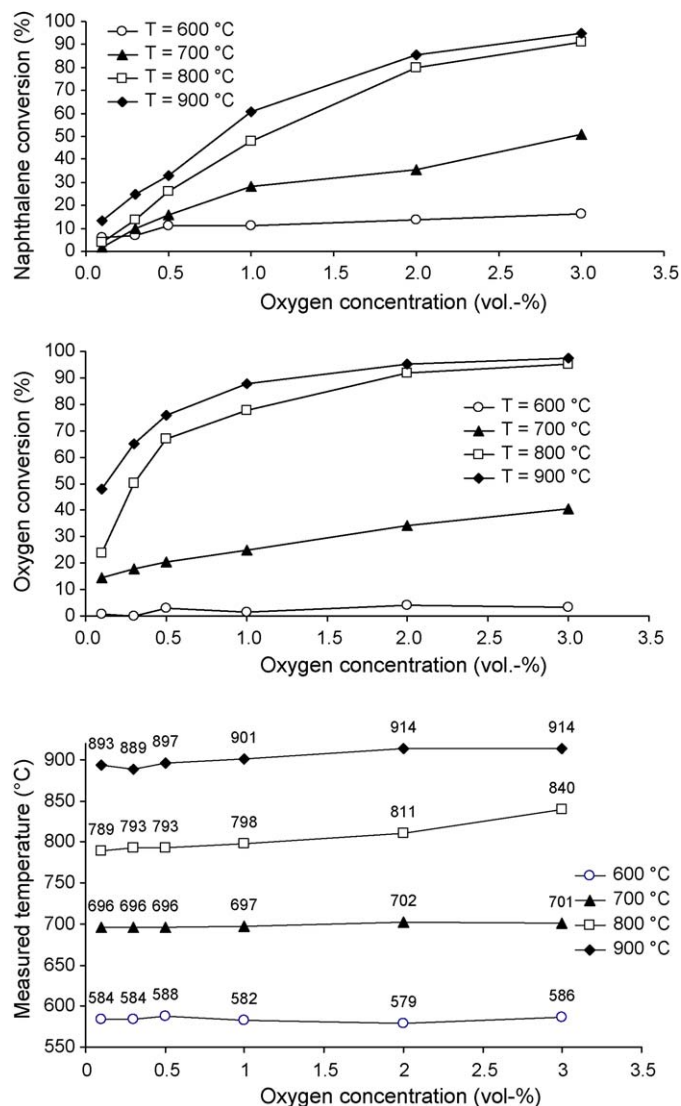 Naphthalene conversion (%)
100
90
80
70
60
50
40
30
20
10
0
T = 600 °C
T = 700 °C
T = 800 °C
T = 900 °C
0.0 0.5 1.0 1.5 2.0 2.5 3.0 3.5
Oxygen concentration (vol.-%)
Oxygen conversion (%)
100
90
80
70
60
50
40
30
20
10
0
T = 600 °C
T = 700 °C
T = 800 °C
T = 900 °C
0.0 0.5 1.0 1.5 2.0 2.5 3.0 3.5
Oxygen concentration (vol.-%)
Measured temperature (°C)
900
850
800
750
700
650
600
550
893 889 897 901 914 914
789 793 793 798 811 840
696 696 696 697 702 701
584 584 588 582 579 586
600 °C
700 °C
800 °C
900 °C
0 0.5 1 1.5 2 2.5 3 3.5
Oxygen concentration (vol-%)